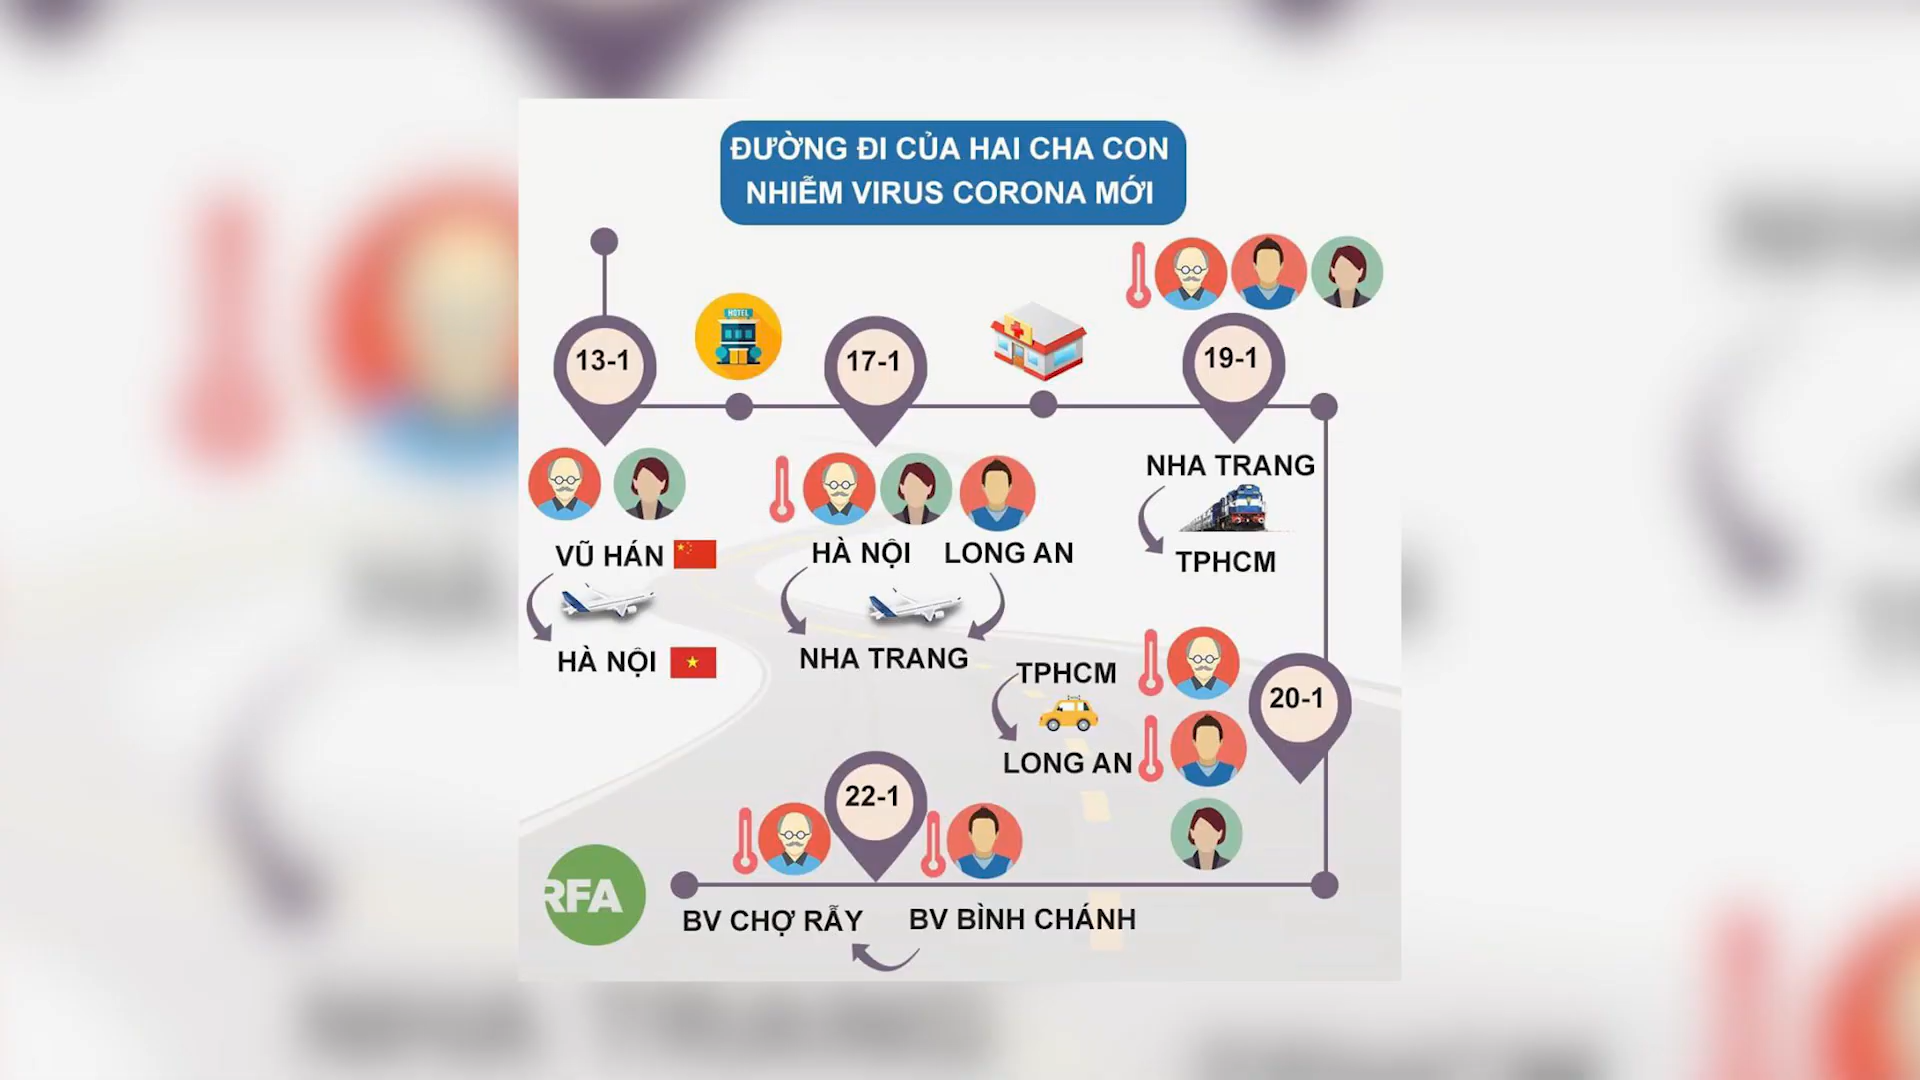 ĐƯỜNG ĐI CỦA HAI CHA CON
NHIỄM VIRUS CORONA MỚI
HOTEL
13-1
17-1
19-1
VŨ HÁN
HÀ NỘI
HÀ NỘI LONG AN
NHA TRANG
NHA TRANG
TPHCM
20-1
TPHCM
LONG AN
22-1
BV CHỢ RẪY
BV BÌNH CHÁNH
RFA